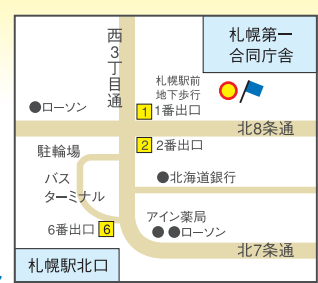 西3丁目通
札幌第一
合同庁舎
札幌駅前
地下歩行
1 1番出口
●ローソン
北8条通
2 2番出口
駐輪場
バス
ターミナル
●北海道銀行
アイン薬局
●●ローソン
6番出口 6
北7条通
札幌駅北口